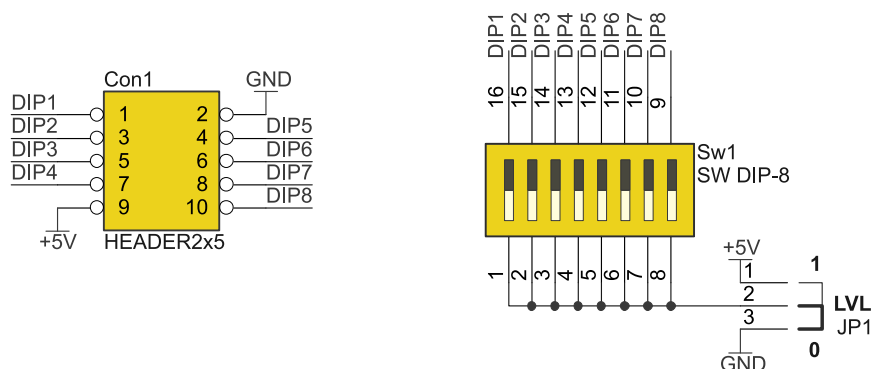 Con1
GND
DIP1
DIP2
DIP3
DIP4
1 2
3 4
5 6
7 8
9 10
DIP5
DIP6
DIP7
DIP8
+5V
HEADER2x5
DIP1
DIP2
DIP3
DIP4
DIP5
DIP6
DIP7
DIP8
16
15
14
13
12
11
10
9
Sw1
SW DIP-8
1
2
3
4
5
6
7
8
+5V
1
2
3
GND
1
LVL
JP1
0